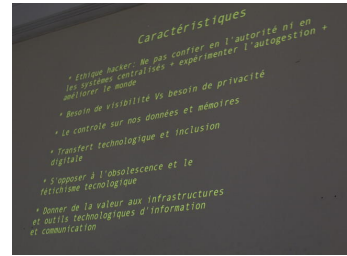 Caractéristiques
* Ethique hacker: Ne pas confier en l'autorité ni en
les systèmes centralisés + expérimenter l'autogestion +
améliorer le monde
* Besoin de visibilité Vs besoin de privacité
* Le controle sur nos données et mémoires
* Transfert technologique et inclusion
digitale
* S'opposer à l'obsolescence et le
fétichisme tecnologique
* Donner de la valeur aux infrastructures
et outils technologiques d'information
et communication